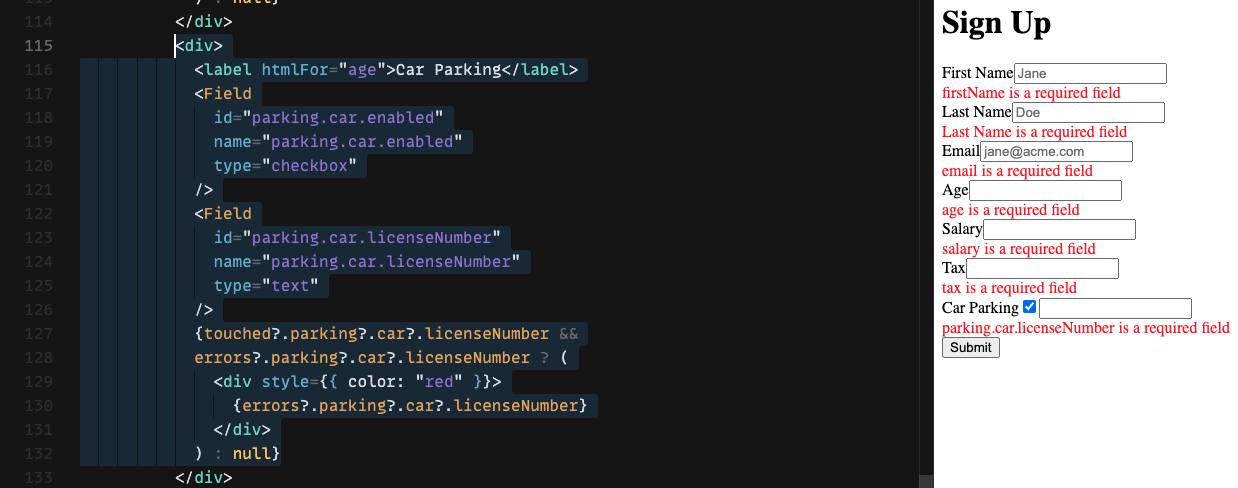 113 ) : null}
114 </div>
115 <div>
116 <label htmlFor="age">Car Parking</label>
117 <Field
118 id="parking.car.enabled"
119 name="parking.car.enabled"
120 type="checkbox"
121 />
122 <Field
123 id="parking.car.licenseNumber"
124 name="parking.car.licenseNumber"
125 type="text"
126 />
127 {touched?.parking?.car?.licenseNumber &&
128 errors?.parking?.car?.licenseNumber ? (
129 <div style={{ color: "red" }}>
130 {errors?.parking?.car?.licenseNumber}
131 </div>
132 ) : null}
133 </div>
Sign Up
First Name Jane
firstName is a required field
Last Name Doe
Last Name is a required field
Email jane@acme.com
email is a required field
Age
age is a required field
Salary
salary is a required field
Tax
tax is a required field
Car Parking
parking.car.licenseNumber is a required field
Submit